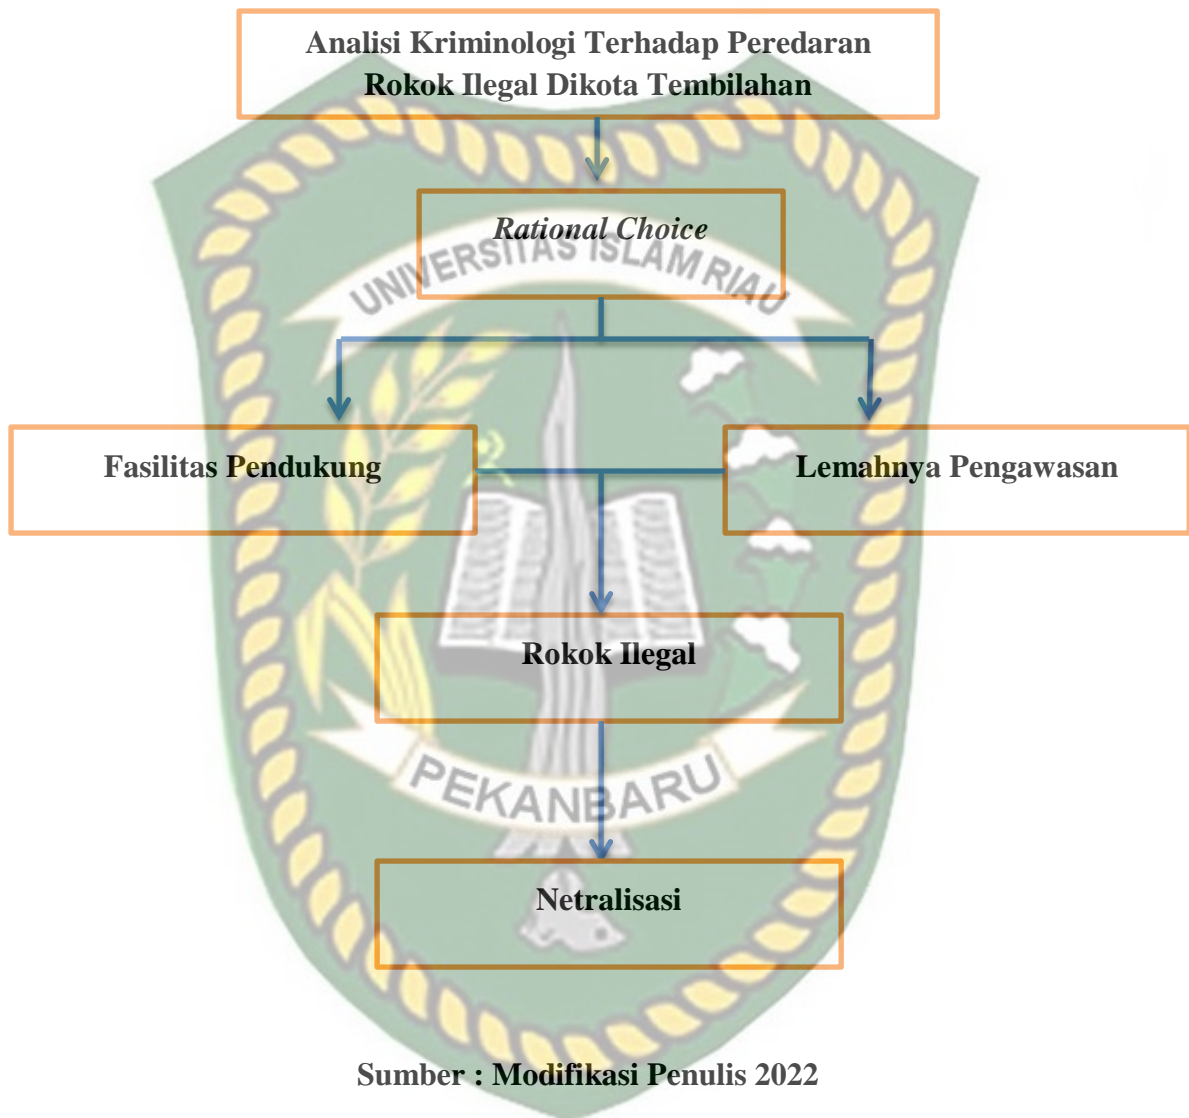 Analisi Kriminologi Terhadap Peredaran
Rokok Ilegal Dikota Tembilahan
Rational Choice
UNIVERSITAS ISLAM RIAU
Fasilitas Pendukung
Lemahnya Pengawasan
Rokok Ilegal
PEKANBARU
Netralisasi
Sumber : Modifikasi Penulis 2022